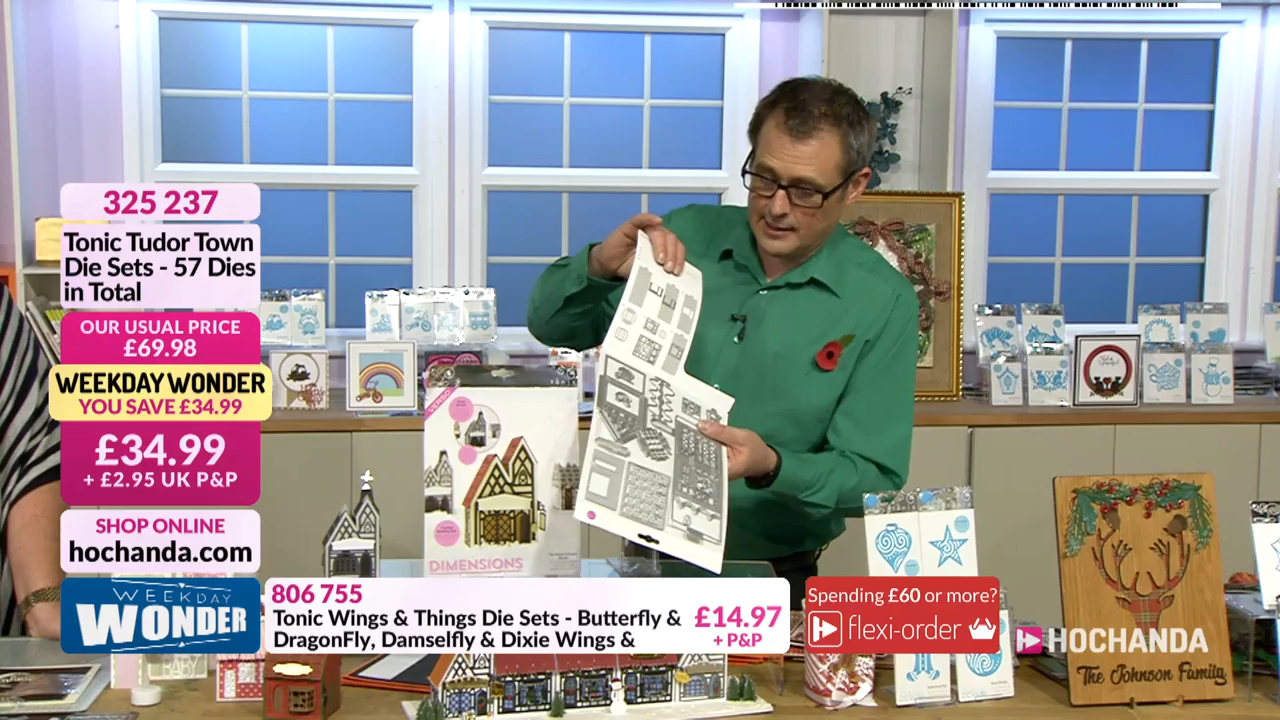 325 237
Tonic Tudor Town
Die Sets - 57 Dies
in Total
OUR USUAL PRICE
£69.98
WEEKDAY WONDER
YOU SAVE £34.99
£34.99
+ £2.95 UK P&P
SHOP ONLINE
hochanda.com
WEEKDAY
WONDER
806 755
Tonic Wings & Things Die Sets - Butterfly &
DragonFly, Damselfly & Dixie Wings &
£14.97
+ P&P
Spending £60 or more?
flexi-order
HOCHANDA
VERSO
DIMENSIONS
BABY
The Johnson Family